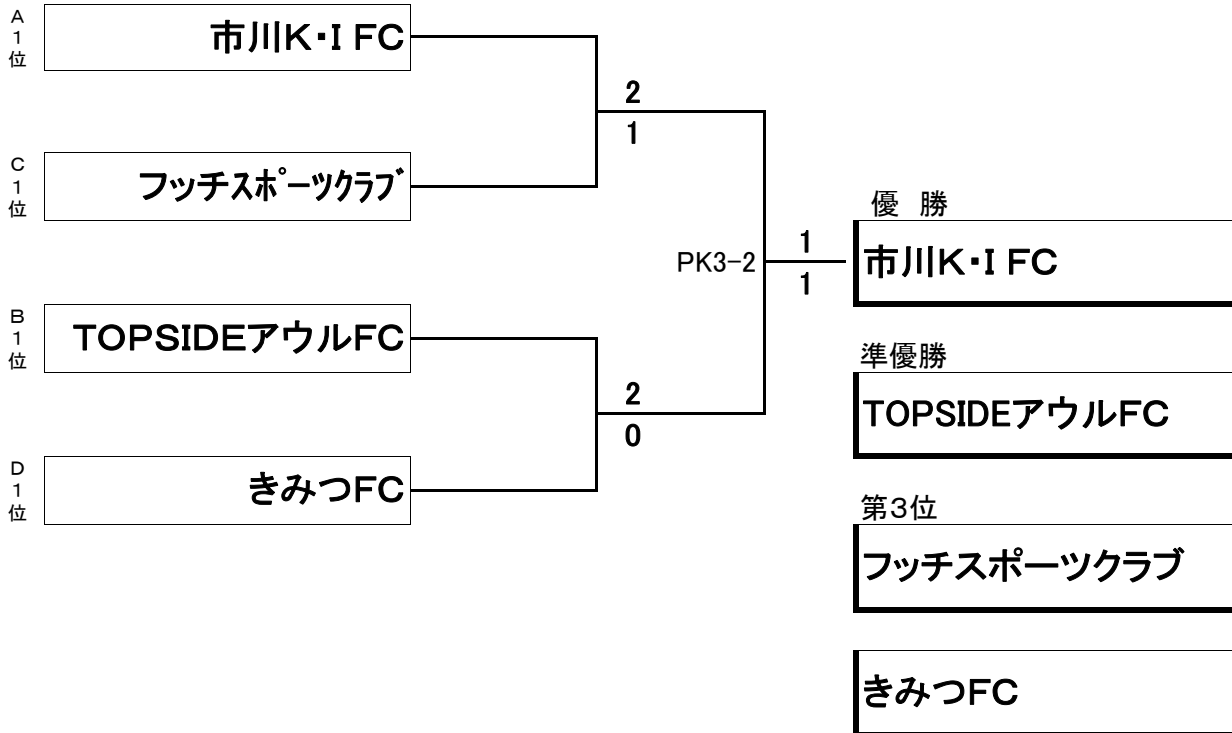 A
1
位
市川K・I FC
2
1
C
1
位
フッチスポーツクラブ
優　勝
市川K・I FC
1
PK3-2
1
B
1
位
TOPSIDEアウルFC
準優勝
TOPSIDEアウルFC
2
0
D
1
位
きみつFC
第3位
フッチスポーツクラブ
きみつFC